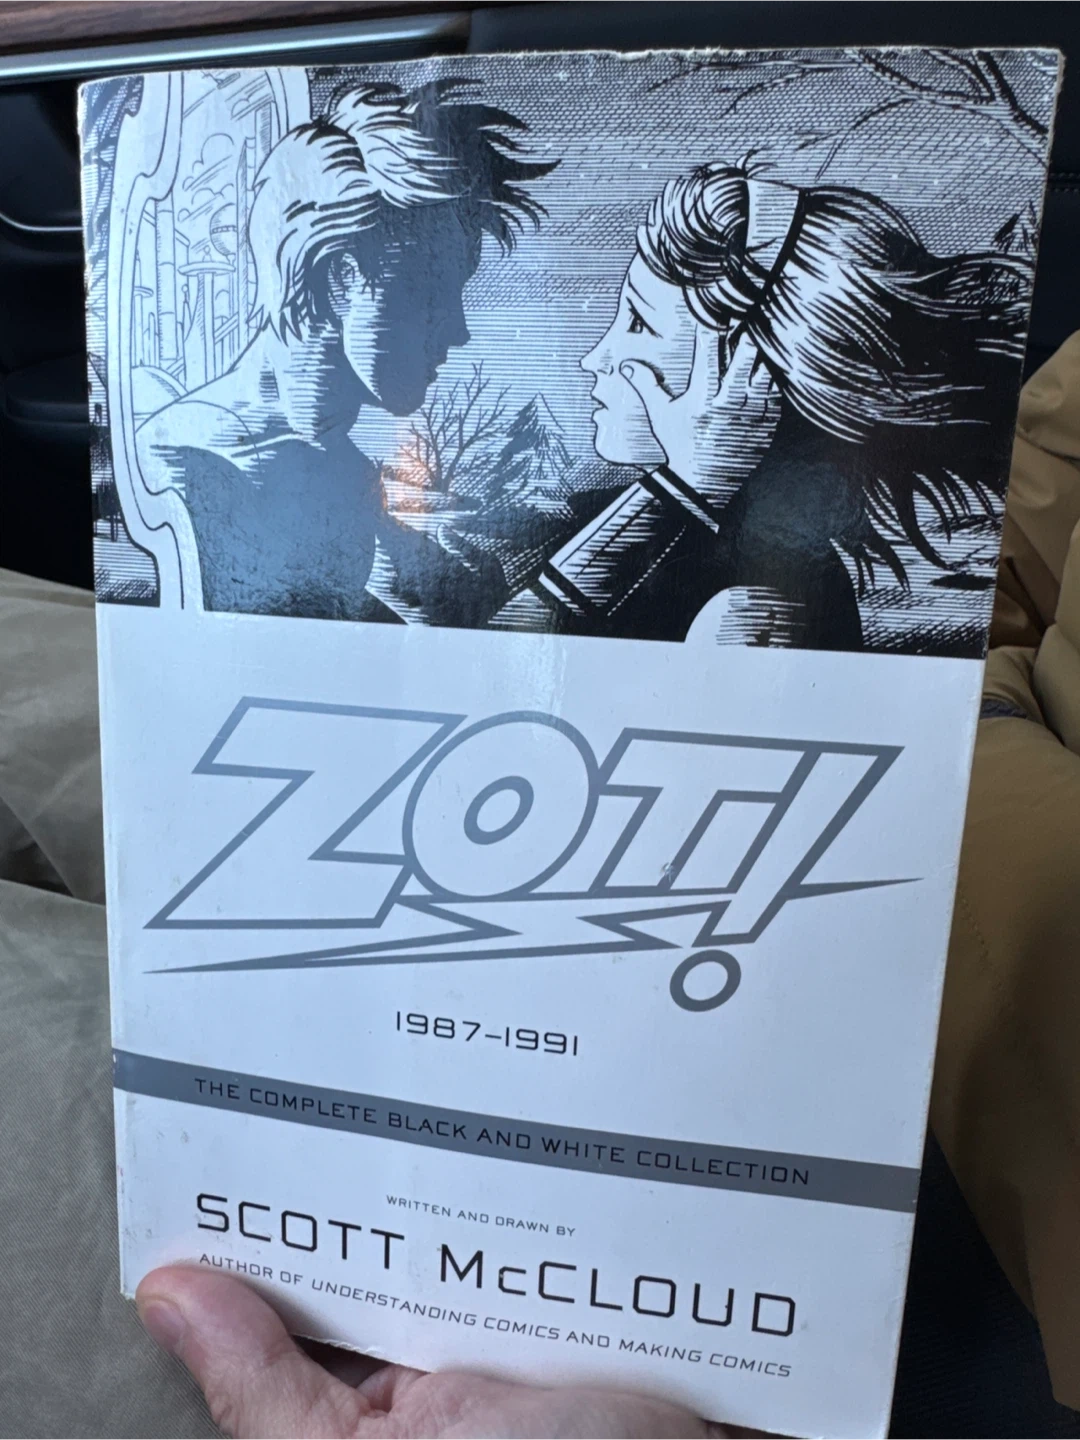 ZOT!
1987–1991
THE COMPLETE BLACK AND WHITE COLLECTION
WRITTEN AND DRAWN BY
SCOTT McCLOUD
AUTHOR OF UNDERSTANDING COMICS AND MAKING COMICS